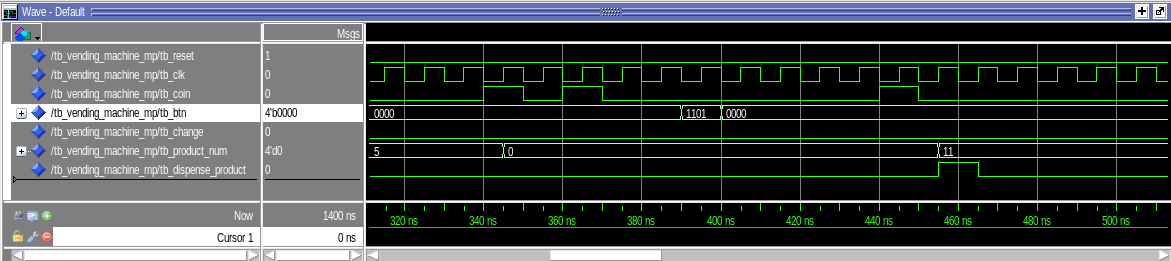 Wave - Default
Msgs
/tb_vending_machine_mp/tb_reset 1
/tb_vending_machine_mp/tb_clk 0
/tb_vending_machine_mp/tb_coin 0
/tb_vending_machine_mp/tb_btn 4'b0000 0000 1101 0000
/tb_vending_machine_mp/tb_change 0
/tb_vending_machine_mp/tb_product_num 4'd0 5 0 11
/tb_vending_machine_mp/tb_dispense_product 0
Now 1400 ns 320 ns 340 ns 360 ns 380 ns 400 ns 420 ns 440 ns 460 ns 480 ns 500 ns
Cursor 1 0 ns